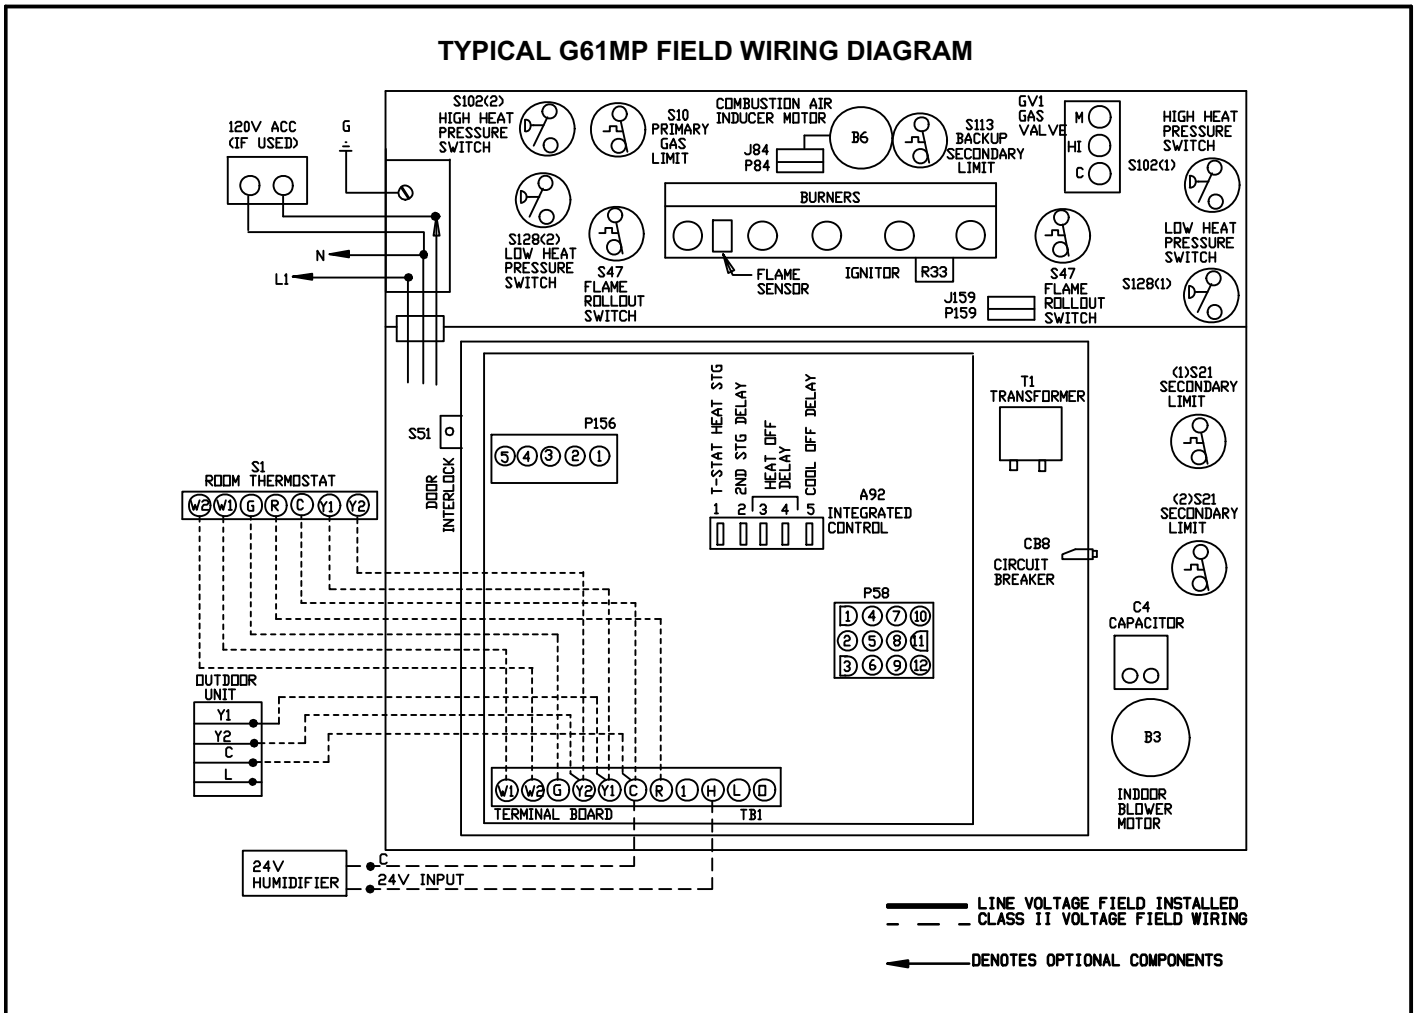 TYPICAL G61MP FIELD WIRING DIAGRAM
120V ACC
(IF USED)
G
N
L1
S102(2)
HIGH HEAT
PRESSURE
SWITCH
S10
PRIMARY
GAS
LIMIT
COMBUSTION AIR
INDUCER MOTOR
J84
P84
B6
S113
BACKUP
SECONDARY
LIMIT
GV1
GAS
VALVE
M
HI
C
HIGH HEAT
PRESSURE
SWITCH
S102(1)
S128(2)
LOW HEAT
PRESSURE
SWITCH
S47
FLAME
ROLLOUT
SWITCH
BURNERS
FLAME
SENSOR
IGNITOR
R33
J159
P159
S47
FLAME
ROLLOUT
SWITCH
LOW HEAT
PRESSURE
SWITCH
S128(1)
S51
DOOR
INTERLOCK
P156
5 4 3 2 1
T-STAT HEAT STG
2ND STG DELAY
HEAT OFF
DELAY
COOL OFF DELAY
1 2 3 4 5
A92
INTEGRATED
CONTROL
T1
TRANSFORMER
(1)S21
SECONDARY
LIMIT
(2)S21
SECONDARY
LIMIT
CB8
CIRCUIT
BREAKER
P58
1 4 7 10
2 5 8 11
3 6 9 12
C4
CAPACITOR
B3
INDOOR
BLOWER
MOTOR
S1
ROOM THERMOSTAT
W2 W1 G R C Y1 Y2
OUTDOOR
UNIT
Y1
Y2
C
L
W1 W2 G Y2 Y1 C R 1 H L O
TERMINAL BOARD TB1
24V
HUMIDIFIER
C
24V INPUT
LINE VOLTAGE FIELD INSTALLED
CLASS II VOLTAGE FIELD WIRING
DENOTES OPTIONAL COMPONENTS